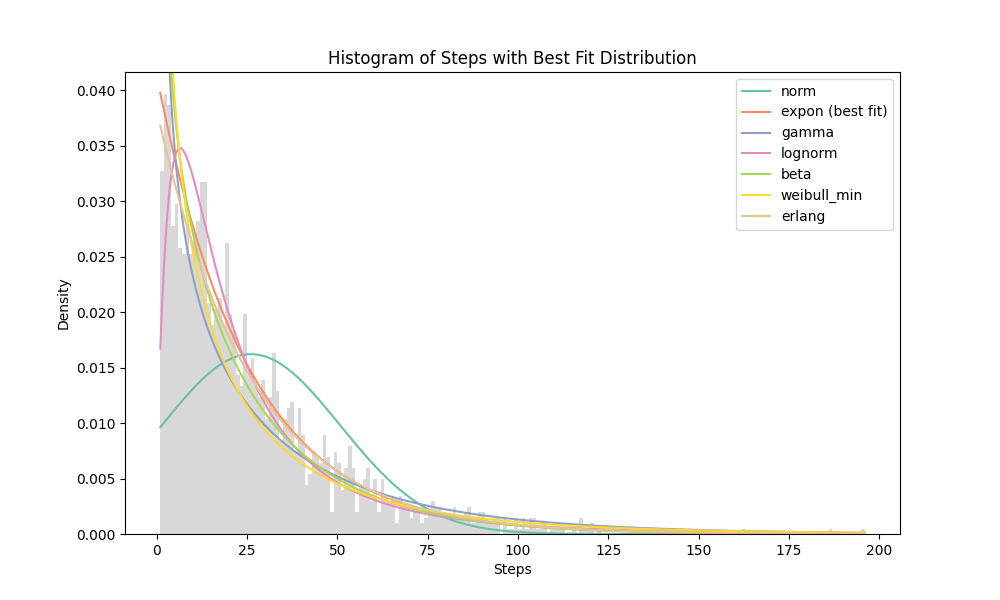 Histogram of Steps with Best Fit Distribution
norm
expon (best fit)
gamma
lognorm
beta
weibull_min
erlang
Density
0.040
0.035
0.030
0.025
0.020
0.015
0.010
0.005
0.000
0 25 50 75 100 125 150 175 200
Steps